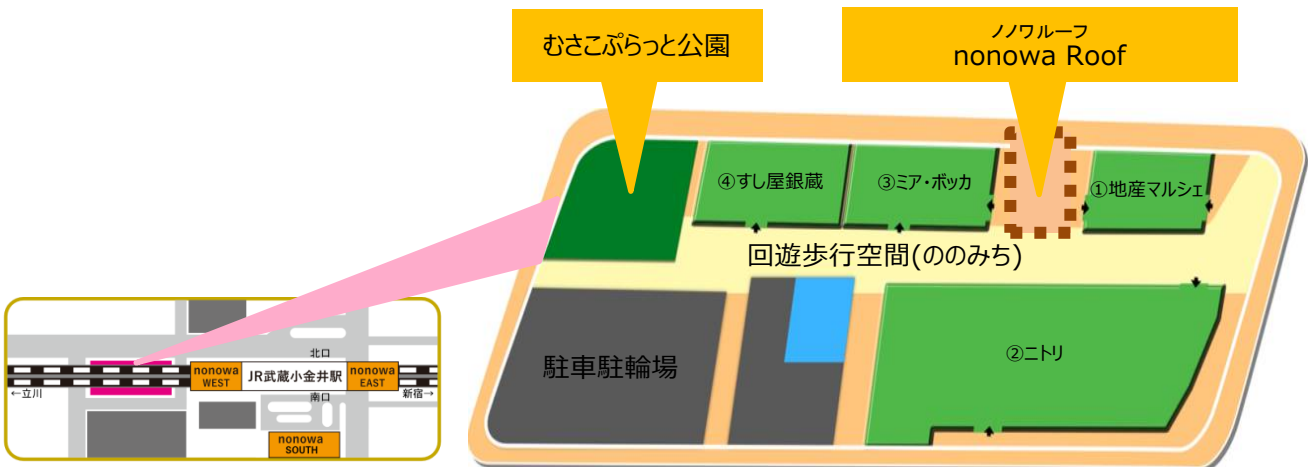 むさこぷらっと公園
ノノワルーフ
nonowa Roof
④すし屋銀蔵
③ミア・ボッカ
①地産マルシェ
回遊歩行空間(ののみち)
駐車駐輪場
②ニトリ
北口
nonowa
WEST
JR武蔵小金井駅
nonowa
EAST
←立川
南口
新宿→
nonowa
SOUTH